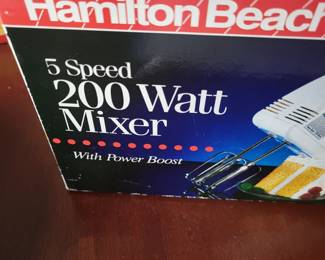 Hamilton Beach
5 Speed
200 Watt
Mixer
With Power Boost